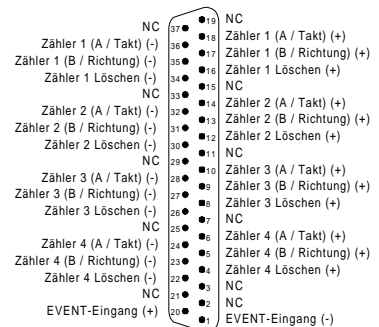 NC 37 19 NC
Zähler 1 (A / Takt) (-) 36 18 Zähler 1 (A / Takt) (+)
Zähler 1 (B / Richtung) (-) 35 17 Zähler 1 (B / Richtung) (+)
Zähler 1 Löschen (-) 34 16 Zähler 1 Löschen (+)
NC 33 15 NC
Zähler 2 (A / Takt) (-) 32 14 Zähler 2 (A / Takt) (+)
Zähler 2 (B / Richtung) (-) 31 13 Zähler 2 (B / Richtung) (+)
Zähler 2 Löschen (-) 30 12 Zähler 2 Löschen (+)
NC 29 11 NC
Zähler 3 (A / Takt) (-) 28 10 Zähler 3 (A / Takt) (+)
Zähler 3 (B / Richtung) (-) 27 9 Zähler 3 (B / Richtung) (+)
Zähler 3 Löschen (-) 26 8 Zähler 3 Löschen (+)
NC 25 7 NC
Zähler 4 (A / Takt) (-) 24 6 Zähler 4 (A / Takt) (+)
Zähler 4 (B / Richtung) (-) 23 5 Zähler 4 (B / Richtung) (+)
Zähler 4 Löschen (-) 22 4 Zähler 4 Löschen (+)
NC 21 3 NC
EVENT-Eingang (+) 20 2 NC
1 EVENT-Eingang (-)